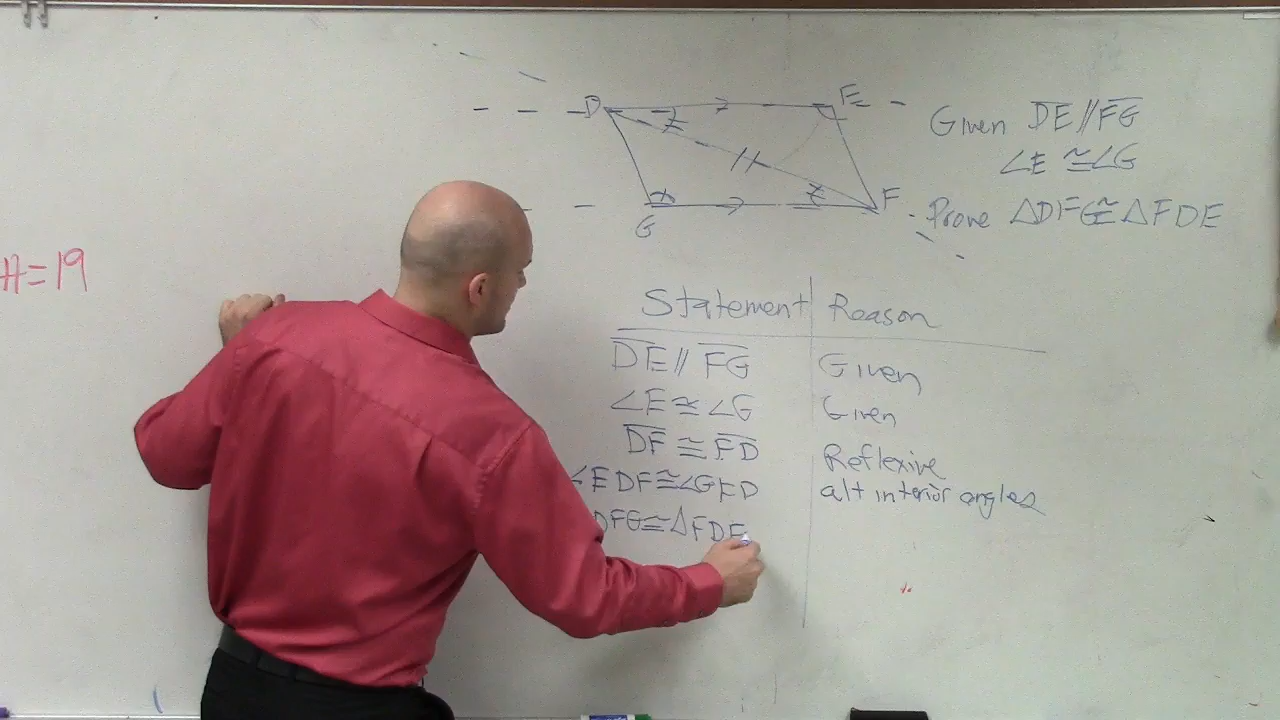 D E
Given DE // FG
∠E ≅ ∠G
G F
Prove △DFG ≅ △FDE
A=19
Statement Reason
DE // FG Given
∠E ≅ ∠G Given
DF ≅ FD Reflexive
∠EDF ≅ ∠GFD alt interior angles
DFG ≅ △FDE